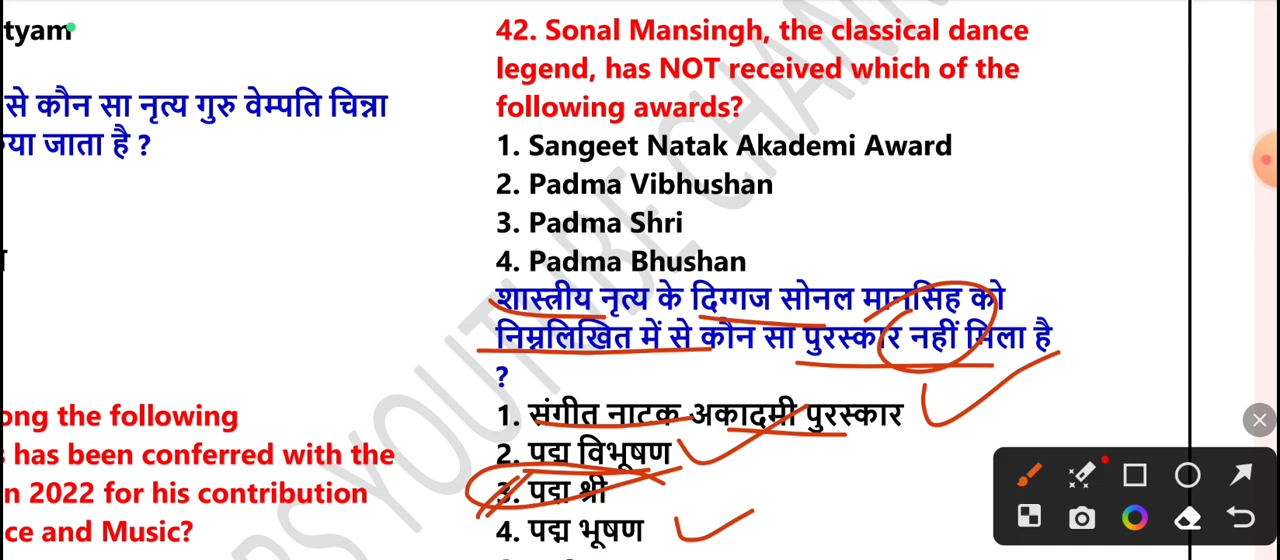 tyam
से कौन सा नृत्य गुरु वेम्पति चिन्ना
या जाता है ?
ong the following
has been conferred with the
n 2022 for his contribution
ce and Music?
42. Sonal Mansingh, the classical dance
legend, has NOT received which of the
following awards?
1. Sangeet Natak Akademi Award
2. Padma Vibhushan
3. Padma Shri
4. Padma Bhushan
शास्त्रीय नृत्य के दिग्गज सोनल मानसिंह को
निम्नलिखित में से कौन सा पुरस्कार नहीं मिला है
?
1. संगीत नाटक अकादमी पुरस्कार
2. पद्म विभूषण
3. पद्म श्री
4. पद्म भूषण
YOUTUBE CHAN